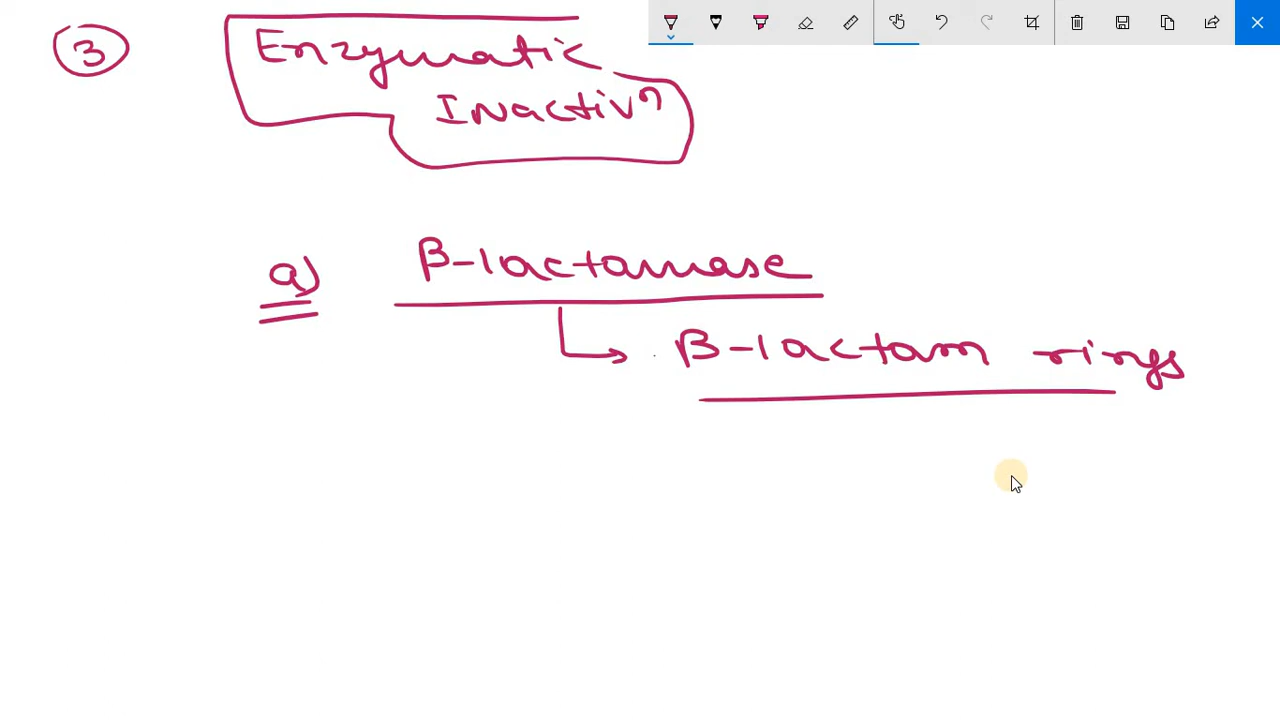 3
Enzymatic
Inactivⁿ
a) β-lactamase
β-lactam rings